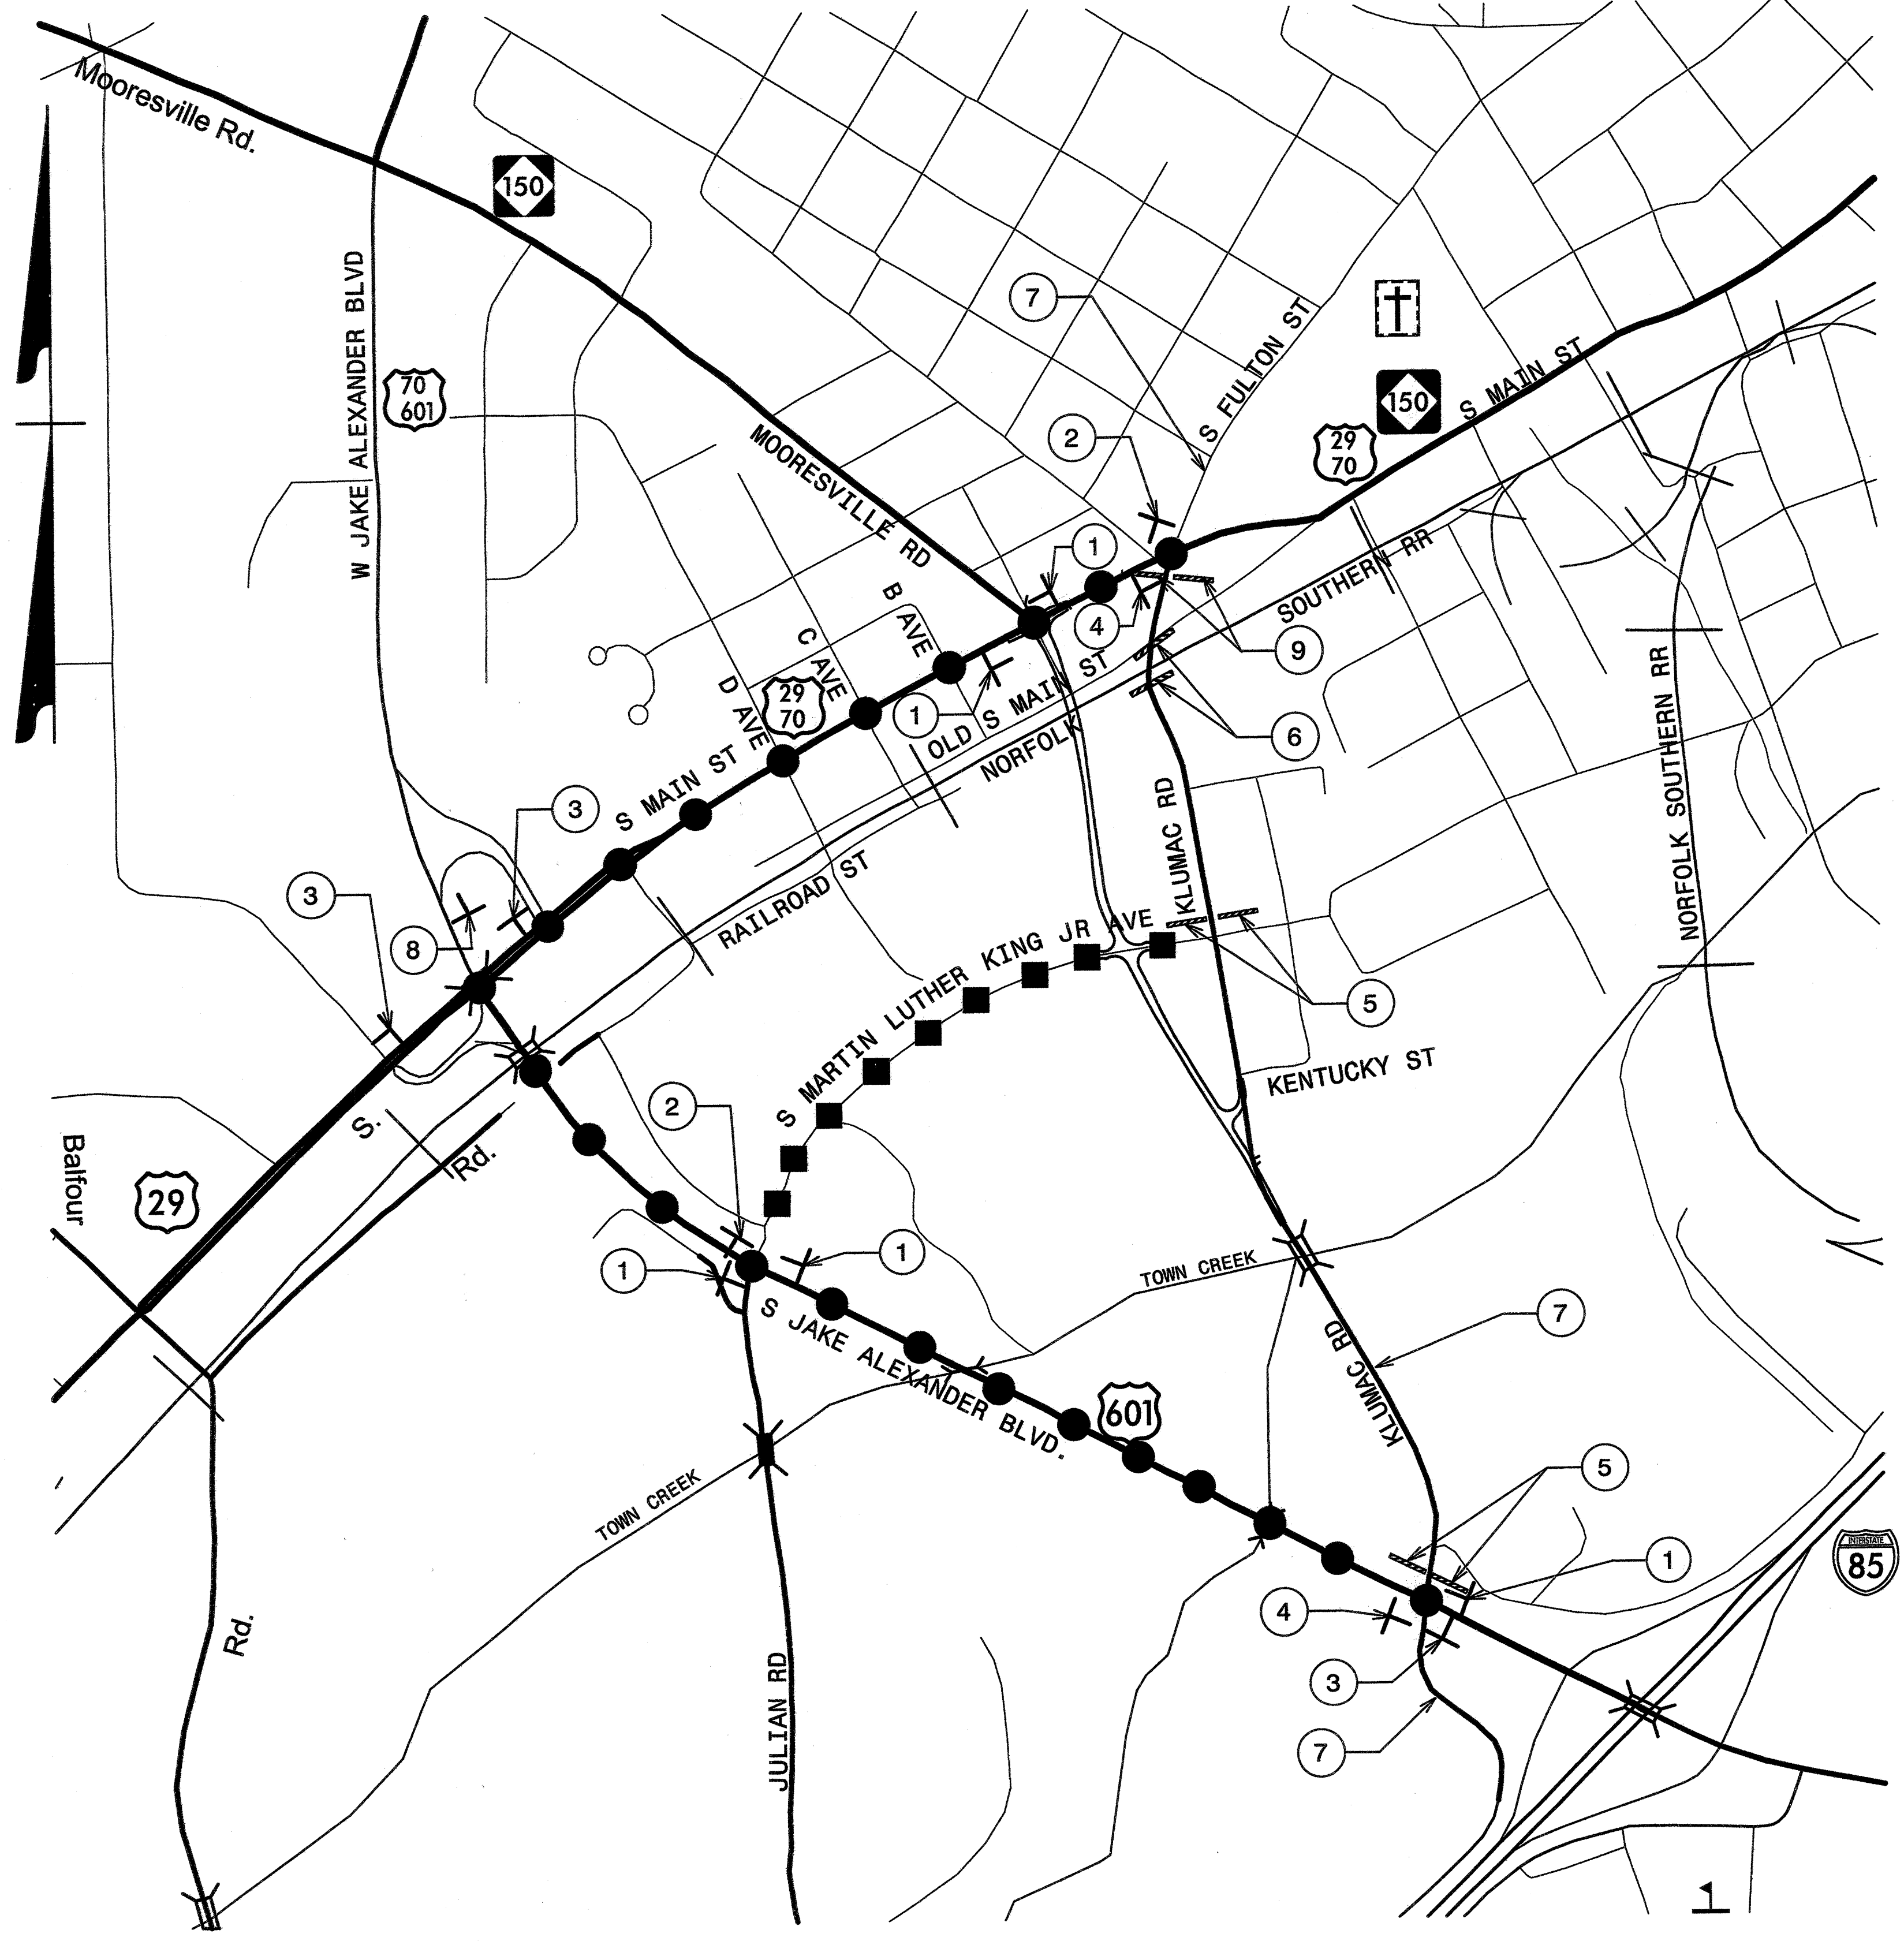 Mooresville Rd.
150
W JAKE ALEXANDER BLVD
70
601
7
S FULTON ST
2
150
S MAIN ST
29
70
MOORESVILLE RD
1
SOUTHERN RR
4
9
B AVE
C AVE
D AVE
29
70
1
OLD S MAIN ST
NORFOLK
6
NORFOLK SOUTHERN RR
3
S MAIN ST
KLUMAC RD
3
8
RAILROAD ST
S MARTIN LUTHER KING JR AVE
5
KENTUCKY ST
S.
Rd.
2
Balfour
29
1
1
TOWN CREEK
S JAKE ALEXANDER BLVD.
7
KLUMAC RD
601
TOWN CREEK
5
1
INTERSTATE
85
4
Rd.
3
JULIAN RD
7